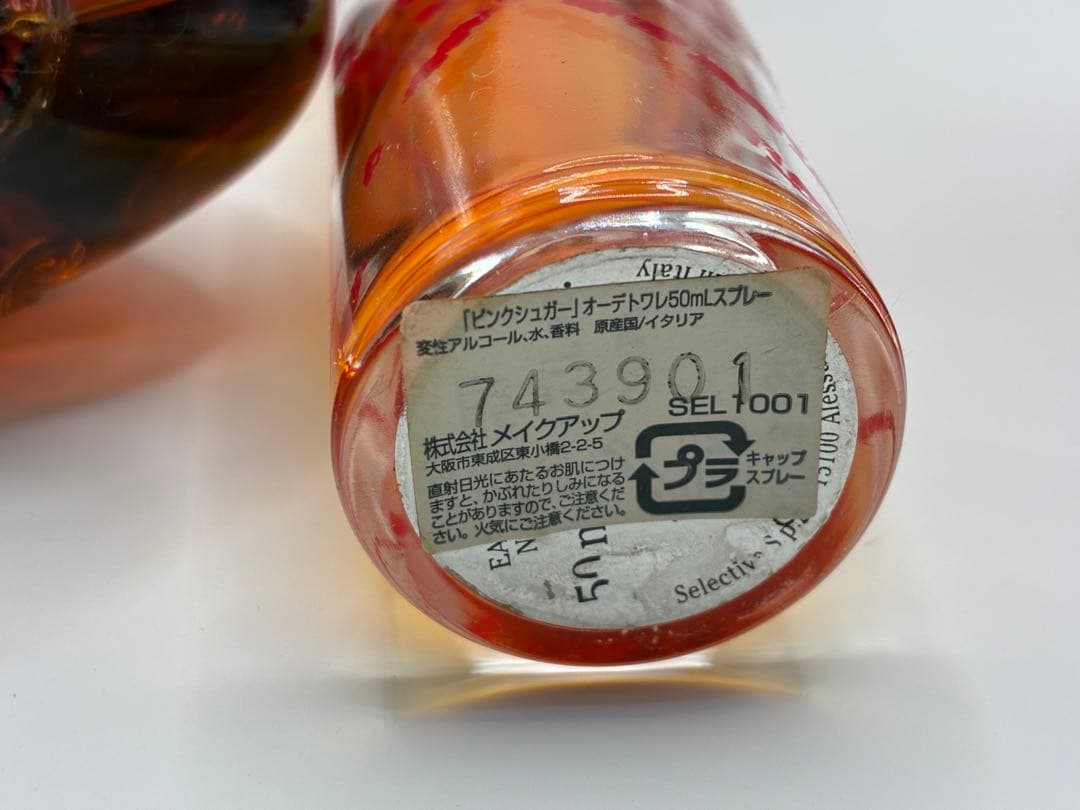 「ピンクシュガー」オーデトワレ50mLスプレー
変性アルコール、水、香料 原産国/イタリア
743901
SEL1001
株式会社 メイクアップ
大阪市東成区東小橋2-2-5
プラ
キャップ
スプレー
直射日光にあたるお肌につけ
ますと、かぶれたりしみになる
ことがありますので、ご注意くだ
さい。火気にご注意ください。
in Italy
15100 Aless
Selective S.p.
EA
N
50 m